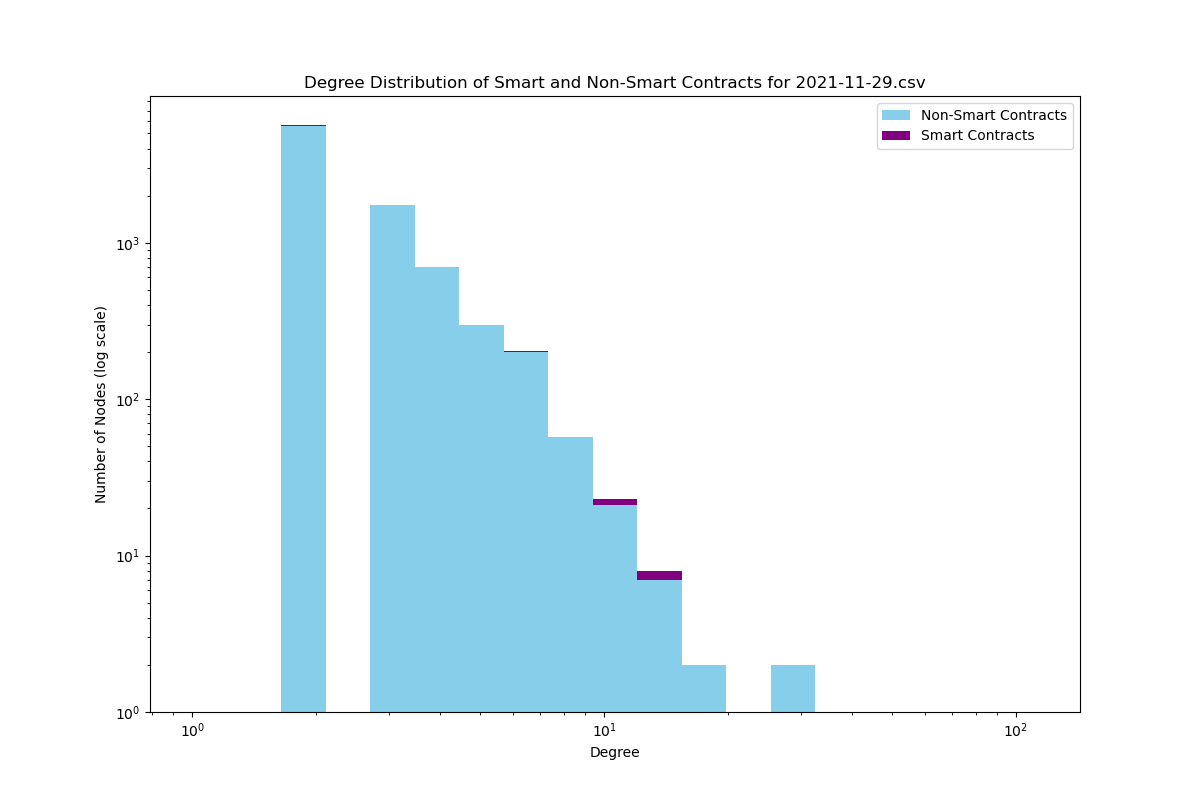 Degree Distribution of Smart and Non-Smart Contracts for 2021-11-29.csv
Non-Smart Contracts
Smart Contracts
Number of Nodes (log scale)
10³
10²
10¹
10⁰
10⁰ 10¹ 10²
Degree